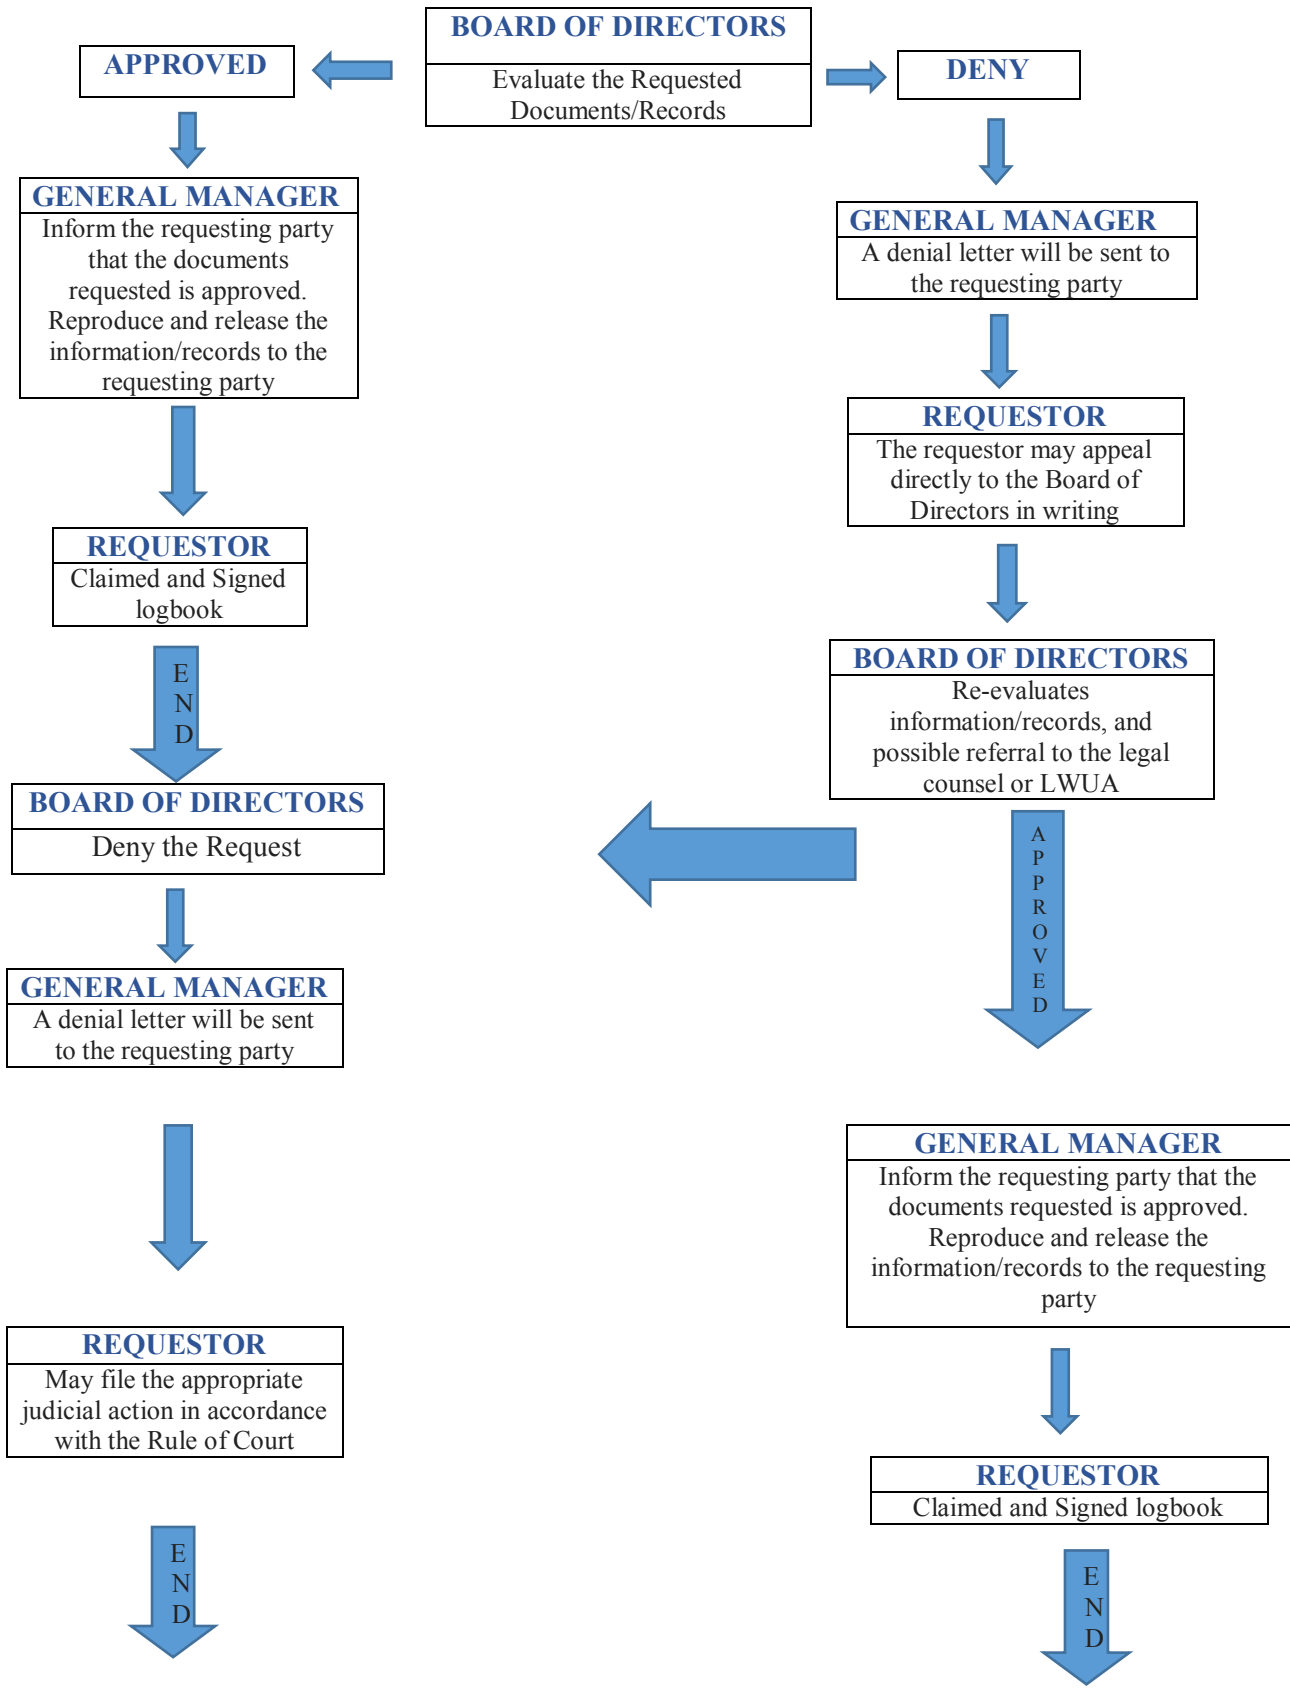 BOARD OF DIRECTORS
Evaluate the Requested
Documents/Records
APPROVED
DENY
GENERAL MANAGER
Inform the requesting party
that the documents
requested is approved.
Reproduce and release the
information/records to the
requesting party
GENERAL MANAGER
A denial letter will be sent to
the requesting party
REQUESTOR
The requestor may appeal
directly to the Board of
Directors in writing
REQUESTOR
Claimed and Signed
logbook
E
N
D
BOARD OF DIRECTORS
Re-evaluates
information/records, and
possible referral to the legal
counsel or LWUA
BOARD OF DIRECTORS
Deny the Request
A
P
P
R
O
V
E
D
GENERAL MANAGER
A denial letter will be sent
to the requesting party
GENERAL MANAGER
Inform the requesting party that the
documents requested is approved.
Reproduce and release the
information/records to the requesting
party
REQUESTOR
May file the appropriate
judicial action in accordance
with the Rule of Court
REQUESTOR
Claimed and Signed logbook
E
N
D
E
N
D